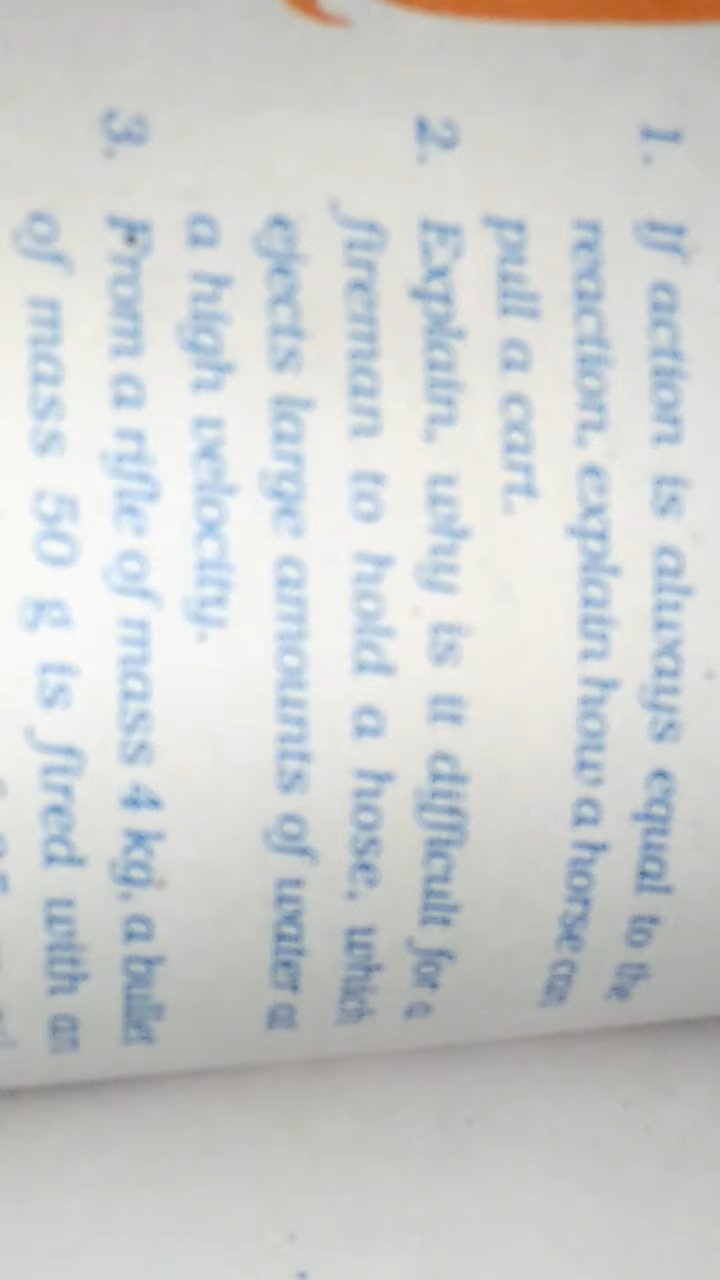 1. If action is always equal to the
reaction, explain how a horse can
pull a cart.
2. Explain, why is it difficult for a
fireman to hold a hose, which
ejects large amounts of water at
a high velocity.
3. From a rifle of mass 4 kg, a bullet
of mass 50 g is fired with an